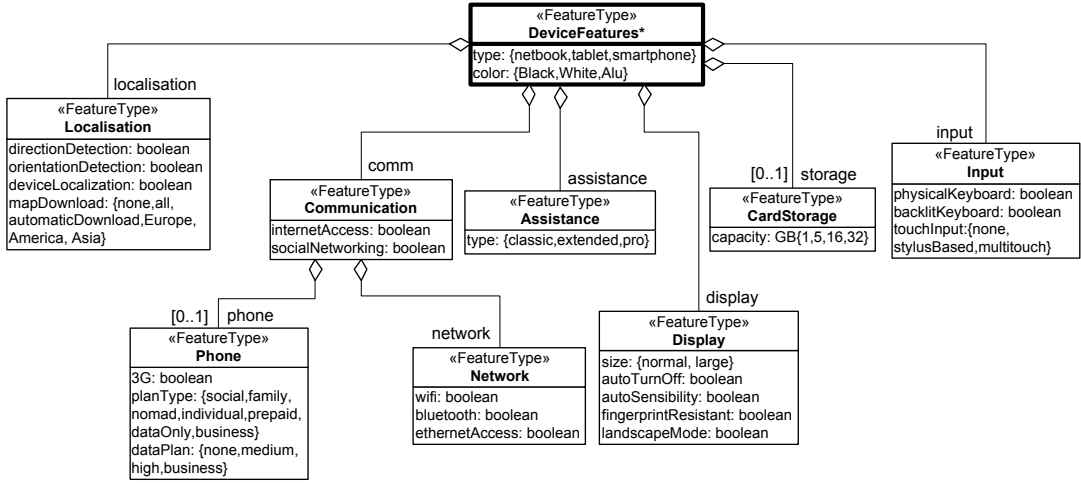 «FeatureType»
DeviceFeatures*
type: {netbook,tablet,smartphone}
color: {Black,White,Alu}
localisation
«FeatureType»
Localisation
directionDetection: boolean
orientationDetection: boolean
deviceLocalization: boolean
mapDownload: {none,all,
automaticDownload,Europe,
America, Asia}
comm
«FeatureType»
Communication
internetAccess: boolean
socialNetworking: boolean
assistance
«FeatureType»
Assistance
type: {classic,extended,pro}
[0..1] storage
«FeatureType»
CardStorage
capacity: GB{1,5,16,32}
input
«FeatureType»
Input
physicalKeyboard: boolean
backlitKeyboard: boolean
touchInput:{none,
stylusBased,multitouch}
[0..1] phone
«FeatureType»
Phone
3G: boolean
planType: {social,family,
nomad,individual,prepaid,
dataOnly,business}
dataPlan: {none,medium,
high,business}
network
«FeatureType»
Network
wifi: boolean
bluetooth: boolean
ethernetAccess: boolean
display
«FeatureType»
Display
size: {normal, large}
autoTurnOff: boolean
autoSensibility: boolean
fingerprintResistant: boolean
landscapeMode: boolean